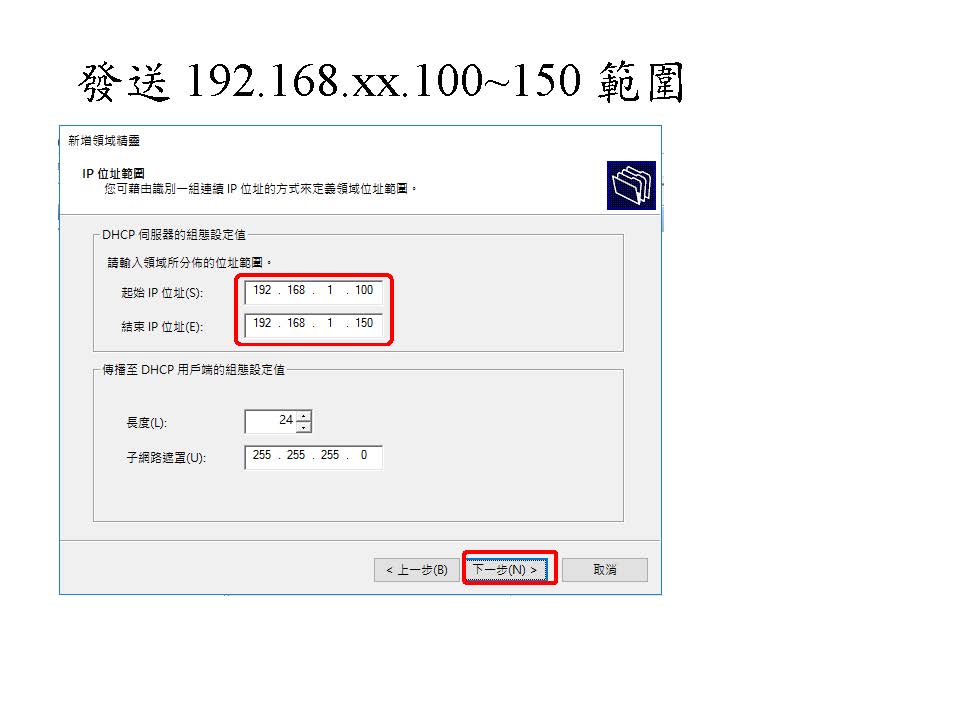 發送 192.168.xx.100~150 範圍
新增領域精靈
IP 位址範圍
您可藉由識別一組連續 IP 位址的方式來定義領域位址範圍。
DHCP 伺服器的組態設定值
請輸入領域所分佈的位址範圍。
起始 IP 位址(S): 192 . 168 . 1 . 100
結束 IP 位址(E): 192 . 168 . 1 . 150
傳播至 DHCP 用戶端的組態設定值
長度(L): 24
子網路遮罩(U): 255 . 255 . 255 . 0
< 上一步(B) 下一步(N) > 取消